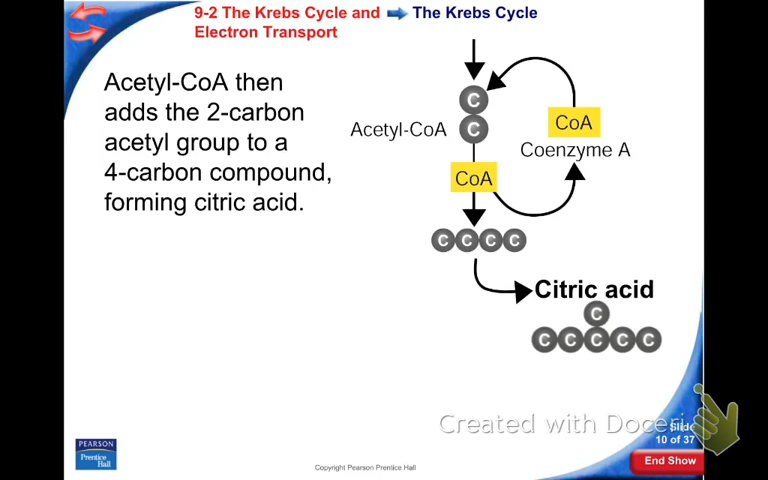 9-2 The Krebs Cycle and
Electron Transport
The Krebs Cycle
Acetyl-CoA then
adds the 2-carbon
acetyl group to a
4-carbon compound,
forming citric acid.
C
C
Acetyl-CoA
CoA
Coenzyme A
CoA
C C C C
Citric acid
C
C C C C C
Created with Doceri
Slide
10 of 37
End Show
PEARSON
Prentice
Hall
Copyright Pearson Prentice Hall